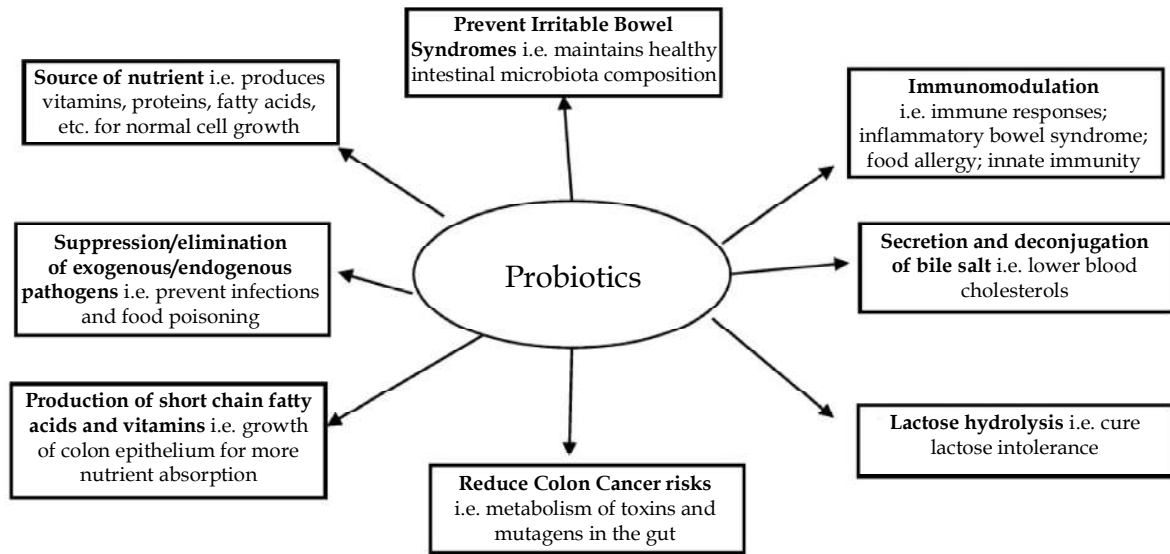 Prevent Irritable Bowel
Syndromes i.e. maintains healthy
intestinal microbiota composition
Source of nutrient i.e. produces
vitamins, proteins, fatty acids,
etc. for normal cell growth
Immunomodulation
i.e. immune responses;
inflammatory bowel syndrome;
food allergy; innate immunity
Suppression/elimination
of exogenous/endogenous
pathogens i.e. prevent infections
and food poisoning
Probiotics
Secretion and deconjugation
of bile salt i.e. lower blood
cholesterols
Production of short chain fatty
acids and vitamins i.e. growth
of colon epithelium for more
nutrient absorption
Lactose hydrolysis i.e. cure
lactose intolerance
Reduce Colon Cancer risks
i.e. metabolism of toxins and
mutagens in the gut